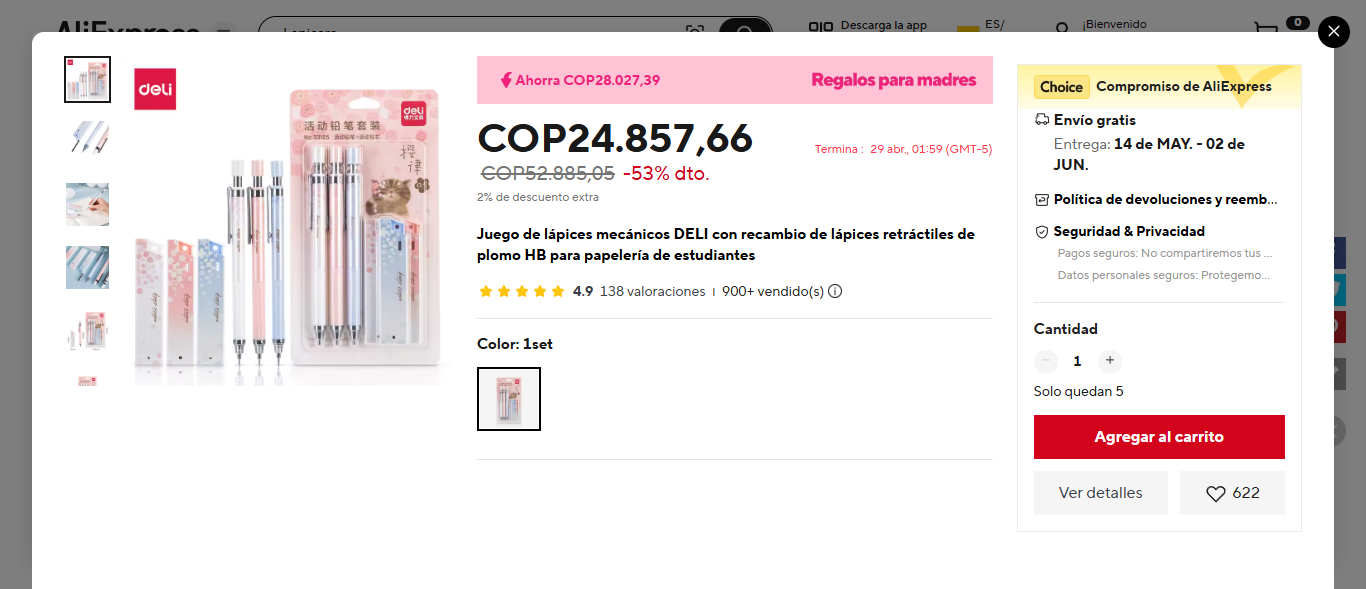 AliExpress
Lapicero
Descarga la app
ES/
¡Bienvenido
0
deli
deli
活动铅笔套裝
No.33125
Ahorra COP28.027,39
Regalos para madres
COP24.857,66
Termina : 29 abr., 01:59 (GMT-5)
COP52.885,05 -53% dto.
2% de descuento extra
Juego de lápices mecánicos DELI con recambio de lápices retráctiles de
plomo HB para papelería de estudiantes
4.9 138 valoraciones
900+ vendido(s)
Color: 1set
Choice Compromiso de AliExpress
Envío gratis
Entrega: 14 de MAY. - 02 de
JUN.
Política de devoluciones y reemb...
Seguridad & Privacidad
Pagos seguros: No compartiremos tus ...
Datos personales seguros: Protegemo...
Cantidad
− 1 +
Solo quedan 5
Agregar al carrito
Ver detalles
622